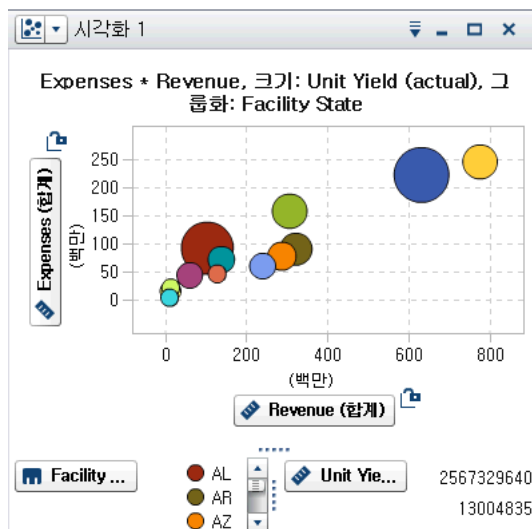 시각화 1
Expenses * Revenue, 크기: Unit Yield (actual), 그
룹화: Facility State
Expenses (합계)
(백만)
250
200
150
100
50
0
0 200 400 600 800
(백만)
Revenue (합계)
Facility ...
AL
AR
AZ
Unit Yie...
2567329640
13004835